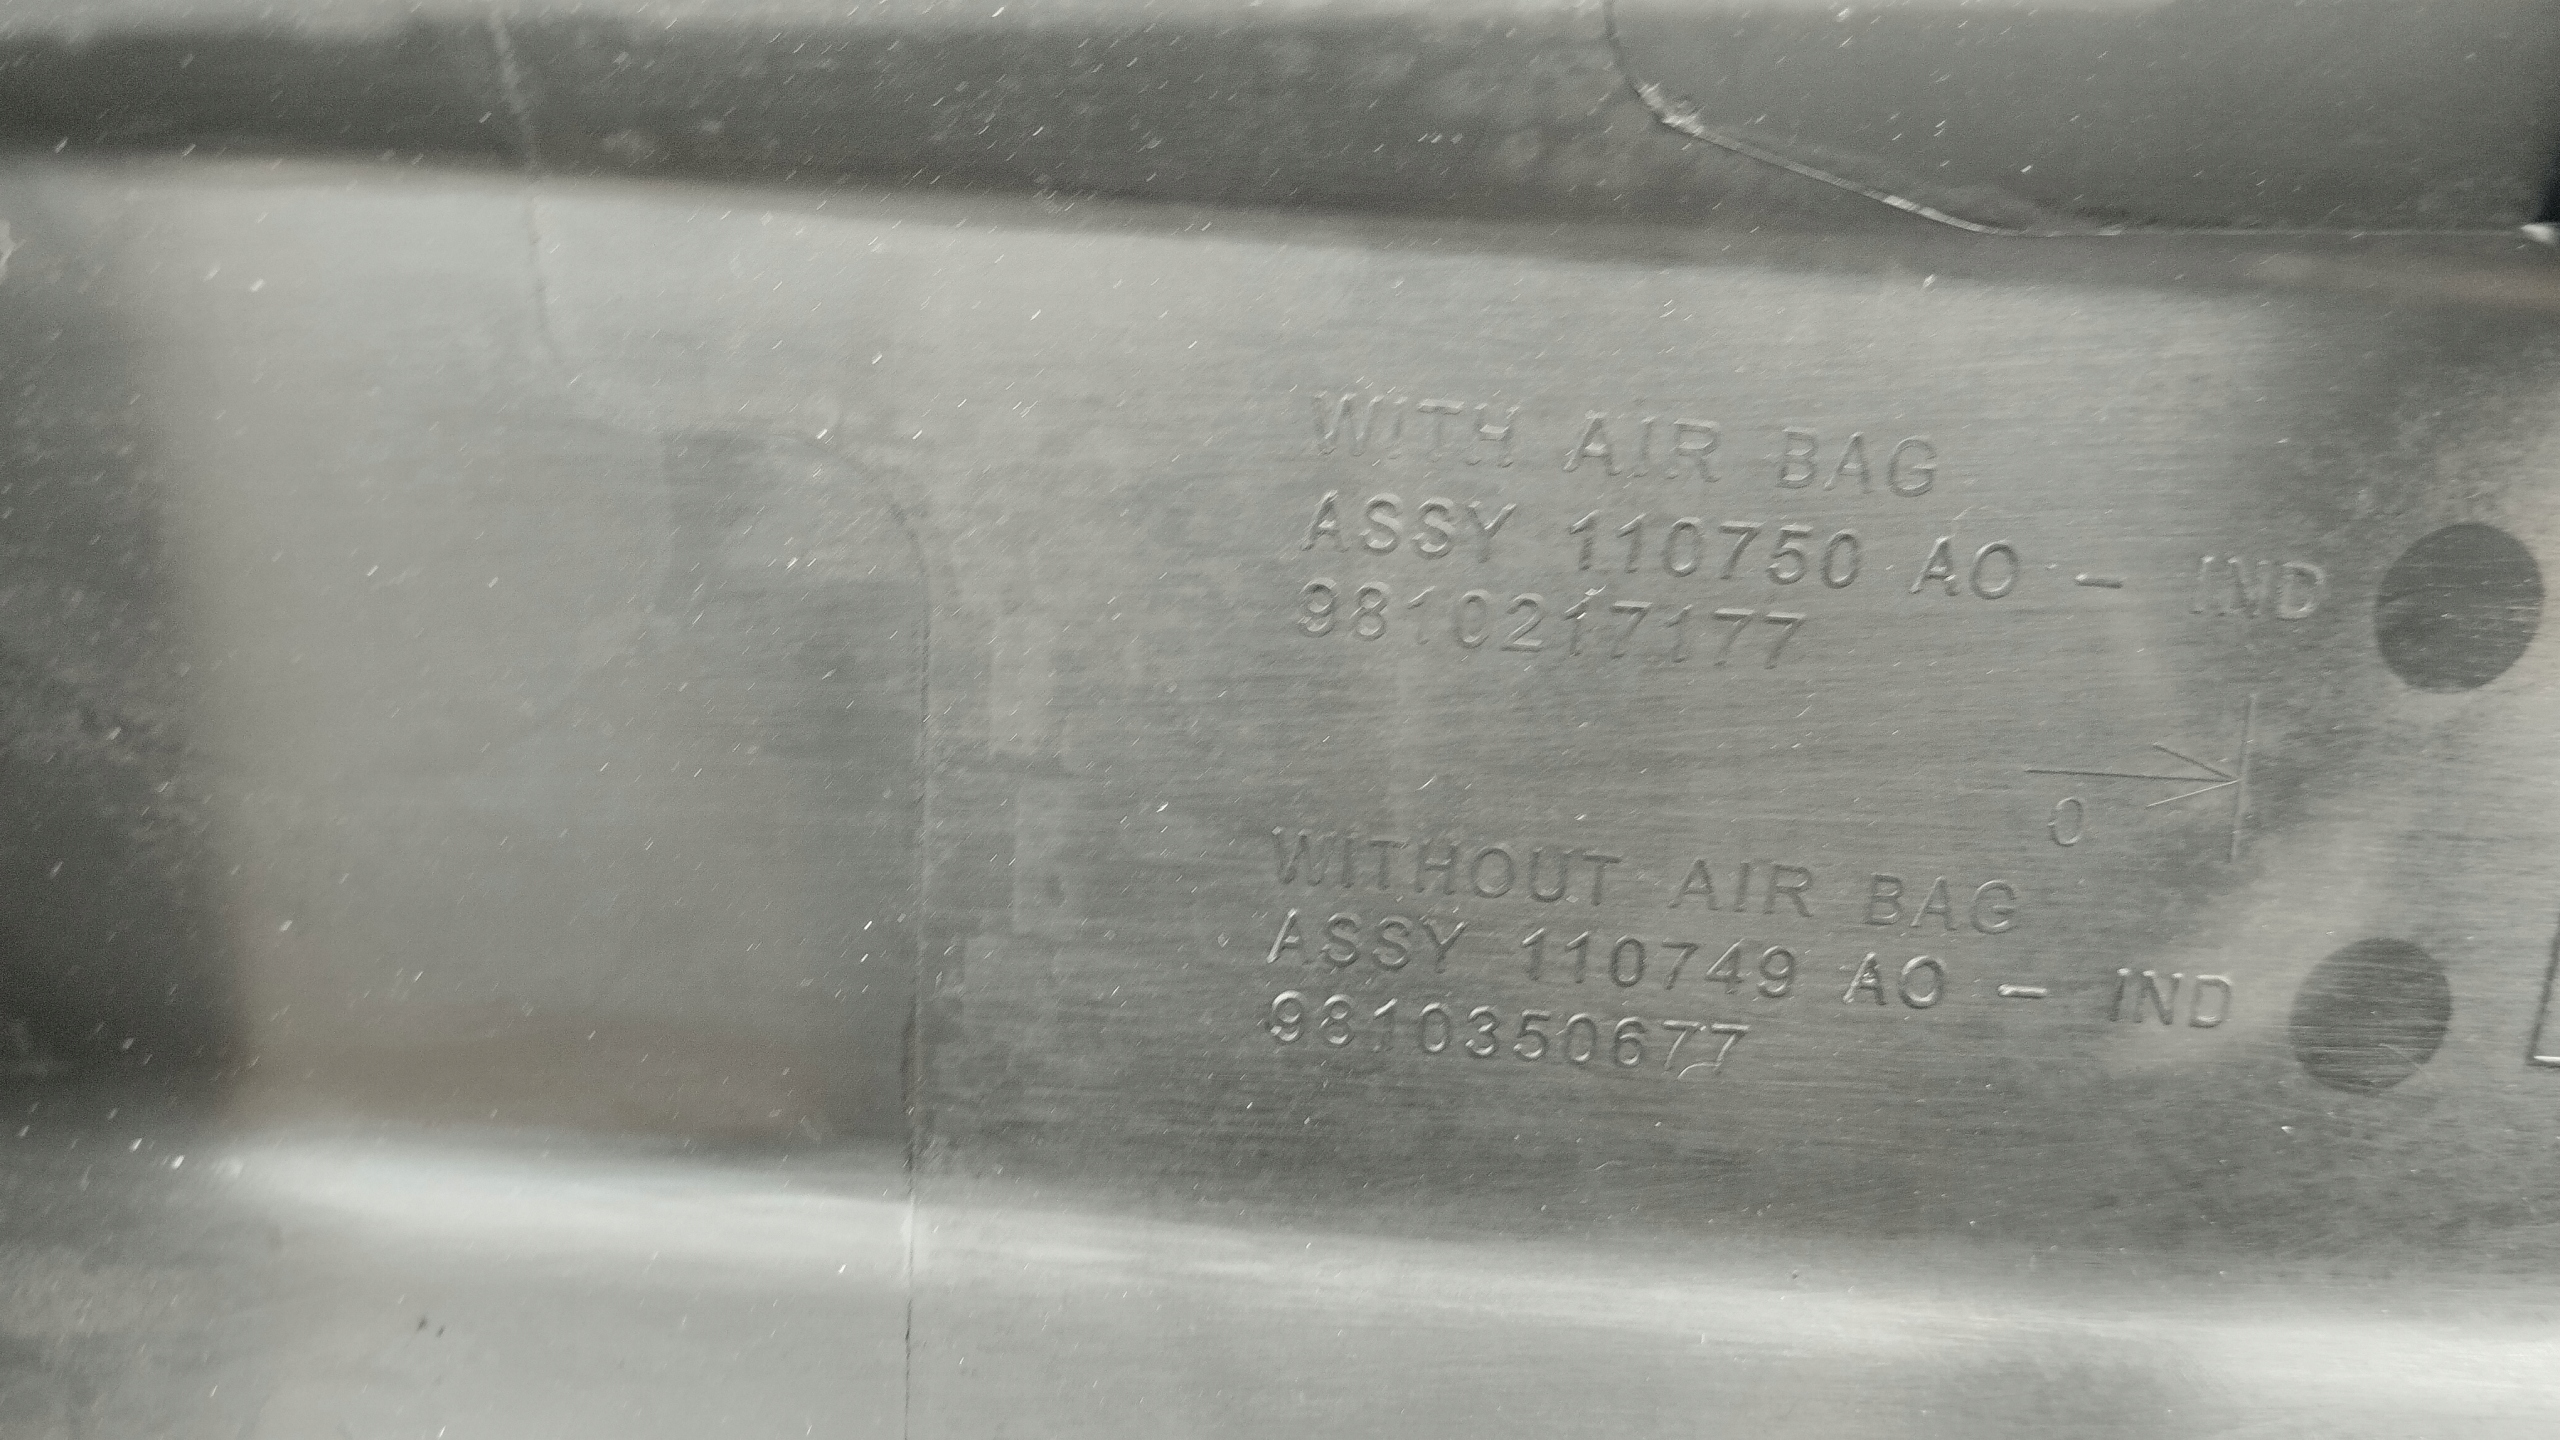 WITH AIR BAG
ASSY 110750 AO - IND
9810217177
0
WITHOUT AIR BAG
ASSY 110749 AO - IND
9810350677